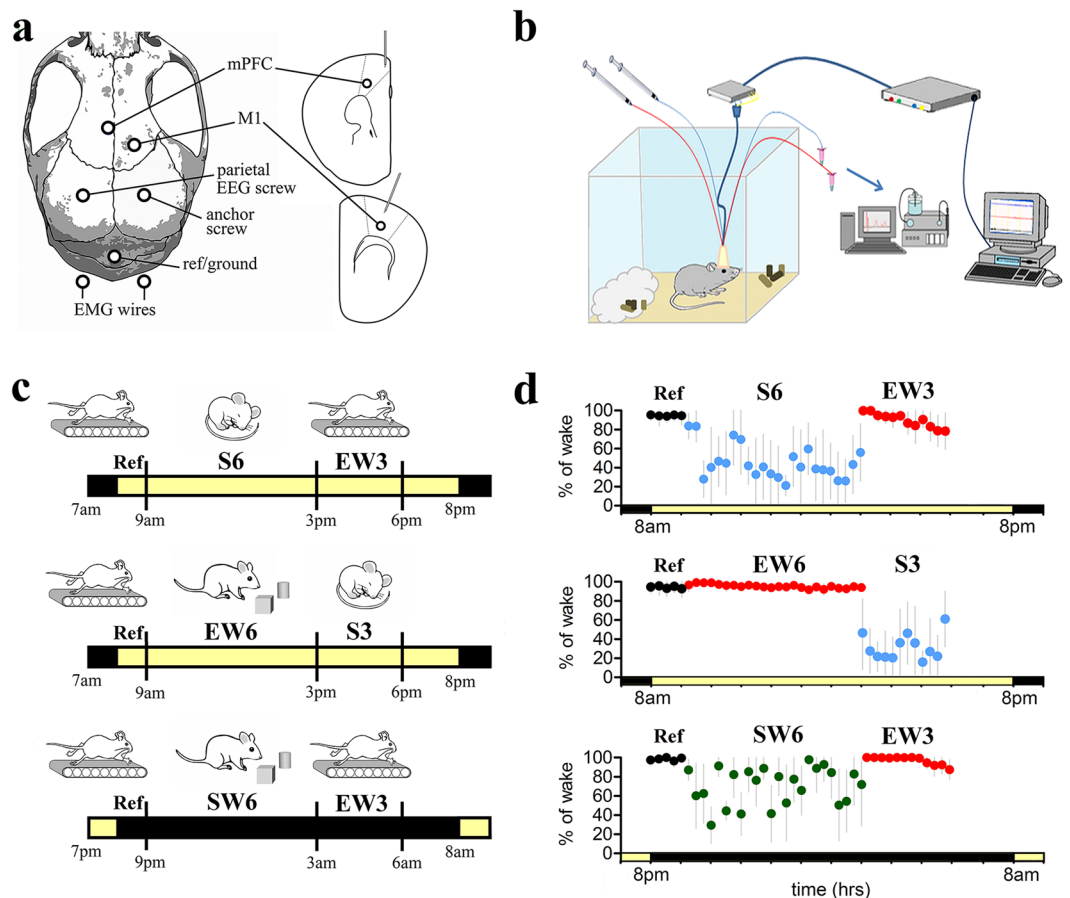 a
mPFC
M1
parietal
EEG screw
anchor
screw
ref/ground
EMG wires
b
c
Ref S6 EW3
7am 9am 3pm 6pm 8pm
Ref EW6 S3
7am 9am 3pm 6pm 8pm
Ref SW6 EW3
7pm 9pm 3am 6am 8am
d
Ref S6 EW3
% of wake
100
80
60
40
20
0
8am 8pm
Ref EW6 S3
% of wake
100
80
60
40
20
0
8am 8pm
Ref SW6 EW3
% of wake
100
80
60
40
20
0
8pm time (hrs) 8am